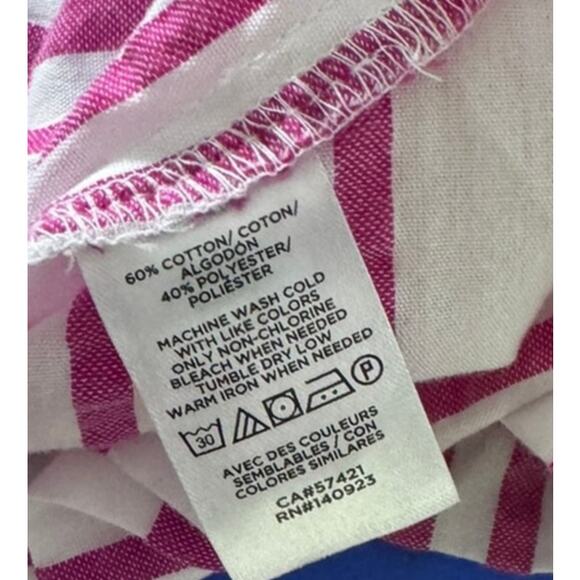 60% COTTON/ COTON/
ALGODÓN
40% POLYESTER/
POLIÉSTER
MACHINE WASH COLD
WITH LIKE COLORS
ONLY NON-CHLORINE
BLEACH WHEN NEEDED
TUMBLE DRY LOW
WARM IRON WHEN NEEDED
30 P
AVEC DES COULEURS
SEMBLABLES / CON
COLORES SIMILARES
CA#57421
RN#140923